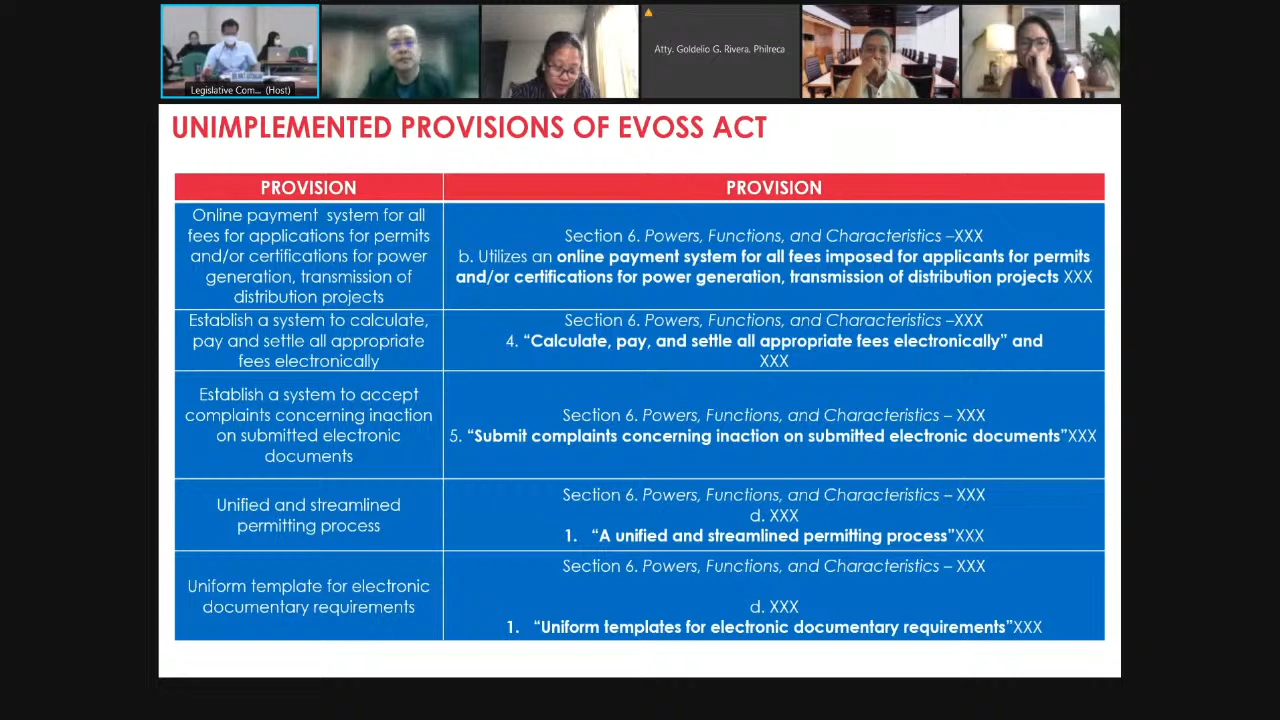 Legislative Com... (Host)
Atty. Goldelio G. Rivera. Philreca
UNIMPLEMENTED PROVISIONS OF EVOSS ACT
PROVISION
PROVISION
Online payment system for all
fees for applications for permits
and/or certifications for power
generation, transmission of
distribution projects
Section 6. Powers, Functions, and Characteristics –XXX
b. Utilizes an online payment system for all fees imposed for applicants for permits
and/or certifications for power generation, transmission of distribution projects XXX
Establish a system to calculate,
pay and settle all appropriate
fees electronically
Section 6. Powers, Functions, and Characteristics –XXX
4. “Calculate, pay, and settle all appropriate fees electronically” and
XXX
Establish a system to accept
complaints concerning inaction
on submitted electronic
documents
Section 6. Powers, Functions, and Characteristics – XXX
5. “Submit complaints concerning inaction on submitted electronic documents”XXX
Unified and streamlined
permitting process
Section 6. Powers, Functions, and Characteristics – XXX
d. XXX
1. “A unified and streamlined permitting process”XXX
Uniform template for electronic
documentary requirements
Section 6. Powers, Functions, and Characteristics – XXX
d. XXX
1. “Uniform templates for electronic documentary requirements”XXX